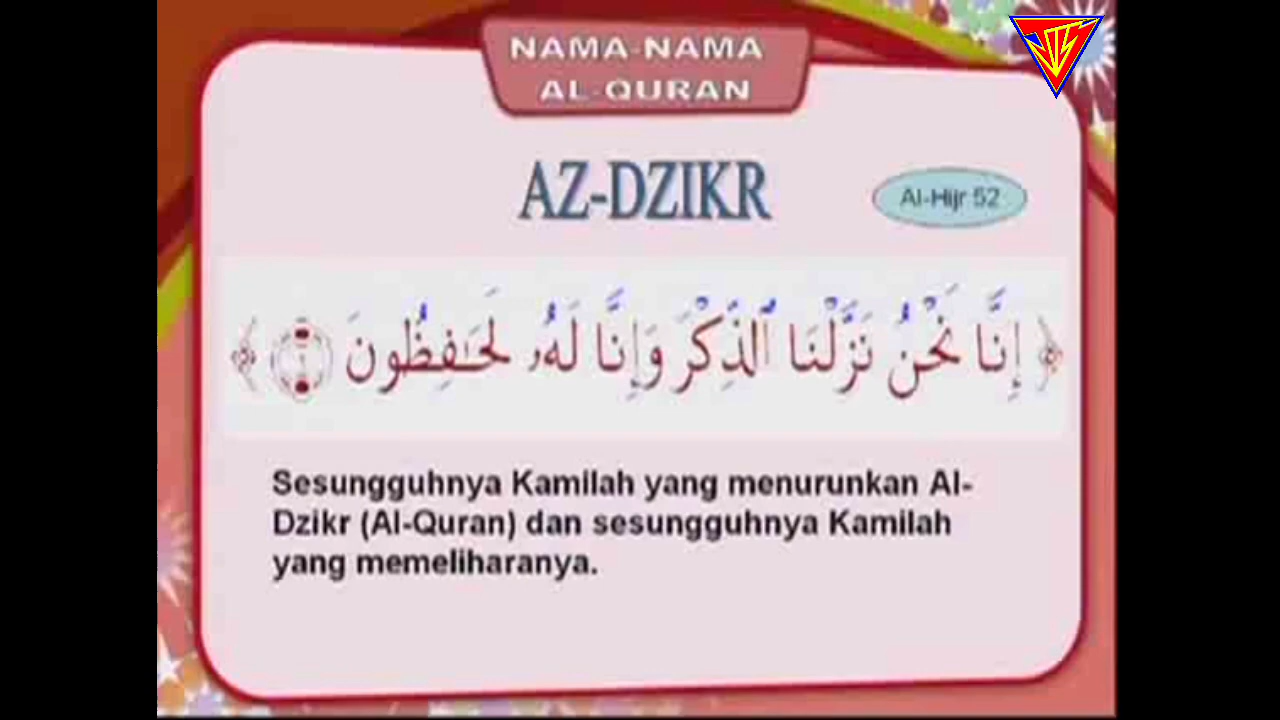 NAMA-NAMA
AL-QURAN
AZ-DZIKR
Al-Hijr 52
إِنَّا نَحْنُ نَزَّلْنَا ٱلذِّكْرَ وَإِنَّا لَهُۥ لَحَـٰفِظُونَ
Sesungguhnya Kamilah yang menurunkan Al-
Dzikr (Al-Quran) dan sesungguhnya Kamilah
yang memeliharanya.